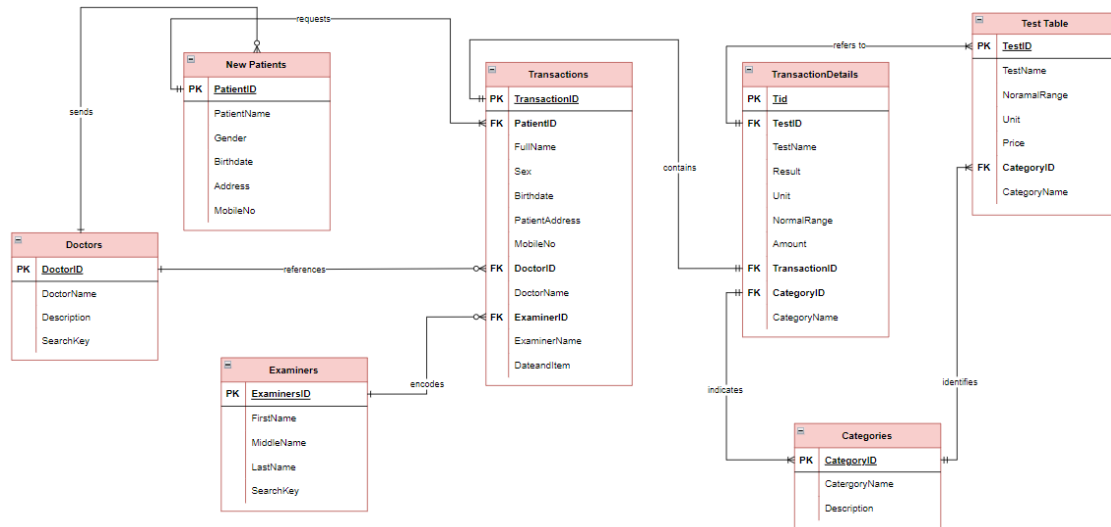 requests
New Patients
PK PatientID
PatientName
Gender
Birthdate
Address
MobileNo
sends
Doctors
PK DoctorID
DoctorName
Description
SearchKey
references
Examiners
PK ExaminersID
FirstName
MiddleName
LastName
SearchKey
encodes
Transactions
PK TransactionID
FK PatientID
FullName
Sex
Birthdate
PatientAddress
MobileNo
FK DoctorID
DoctorName
FK ExaminerID
ExaminerName
DateandItem
contains
TransactionDetails
PK Tid
FK TestID
TestName
Result
Unit
NormalRange
Amount
FK TransactionID
FK CategoryID
CategoryName
refers to
Test Table
PK TestID
TestName
NoramalRange
Unit
Price
FK CategoryID
CategoryName
indicates
identifies
Categories
PK CategoryID
CatergoryName
Description